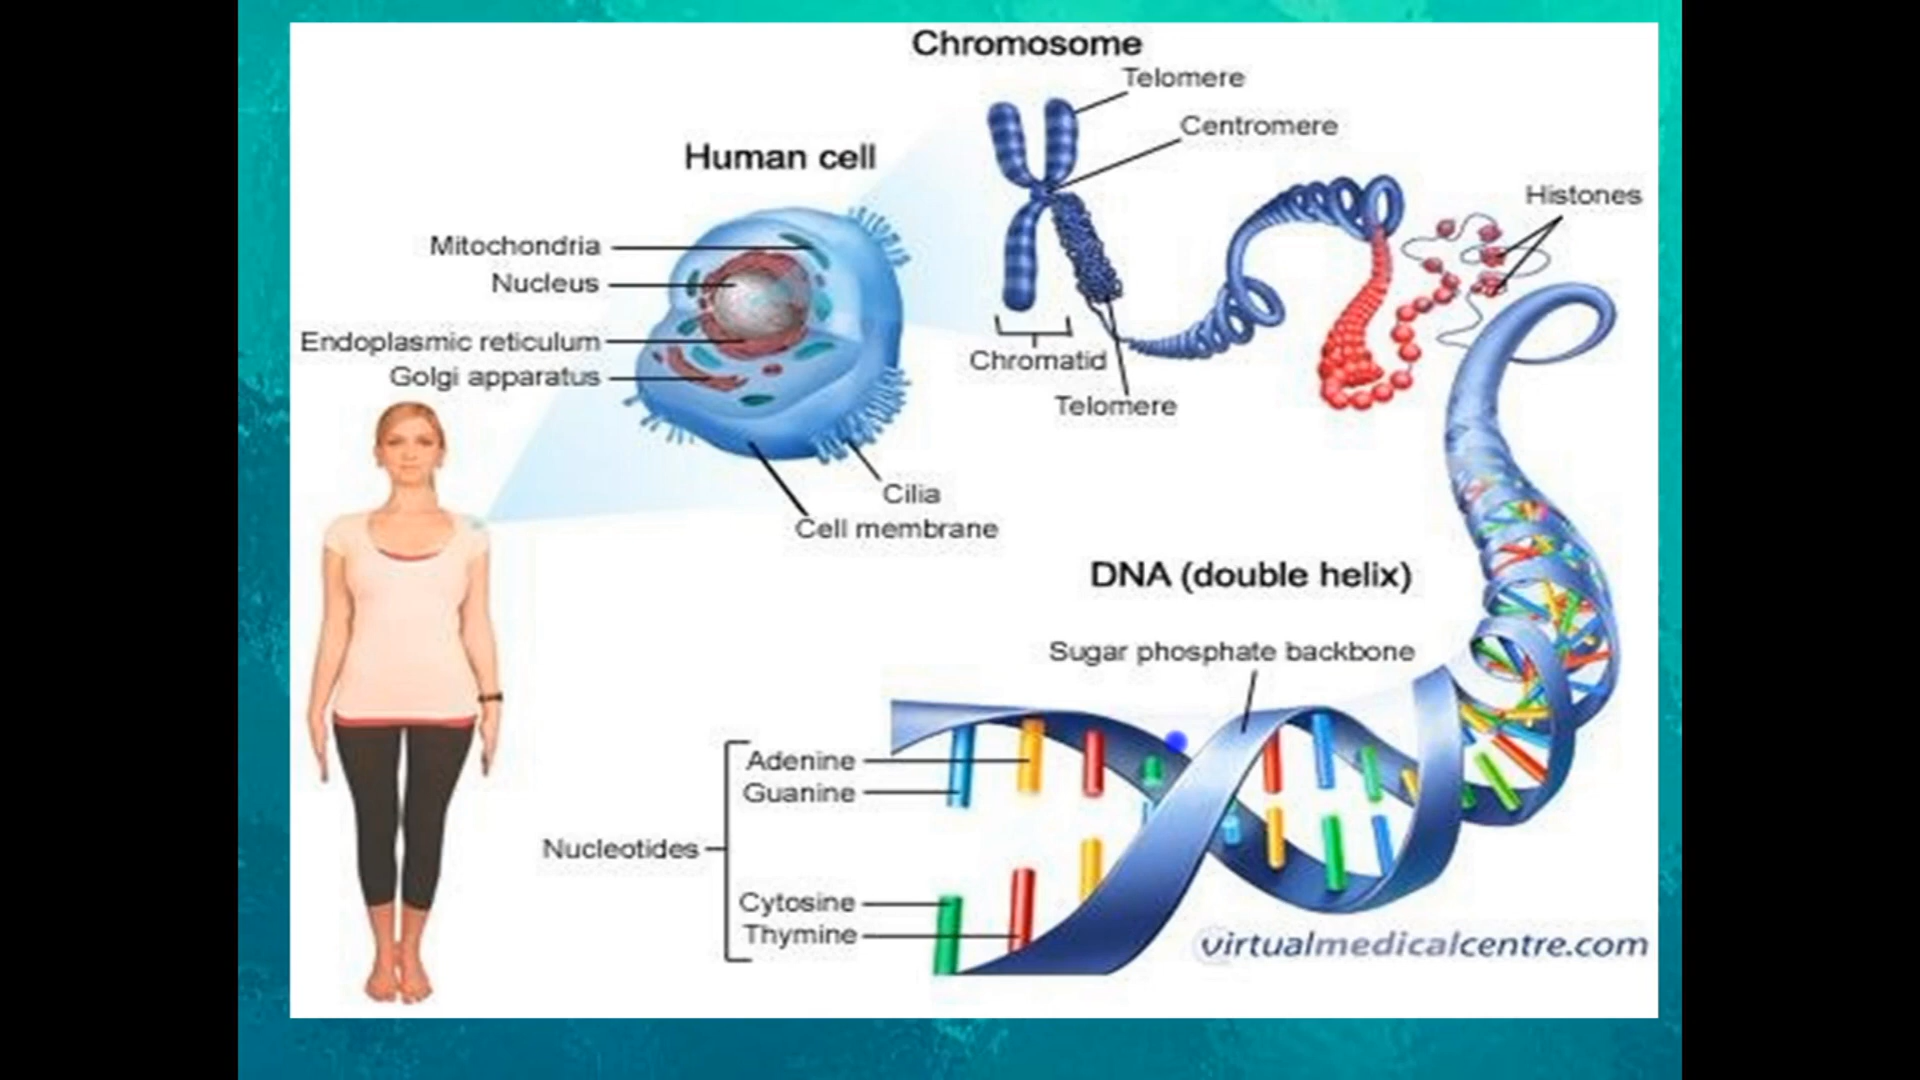 Chromosome
Telomere
Centromere
Human cell
Histones
Mitochondria
Nucleus
Endoplasmic reticulum
Golgi apparatus
Chromatid
Telomere
Cilia
Cell membrane
DNA (double helix)
Sugar phosphate backbone
Adenine
Guanine
Nucleotides
Cytosine
Thymine
virtualmedicalcentre.com